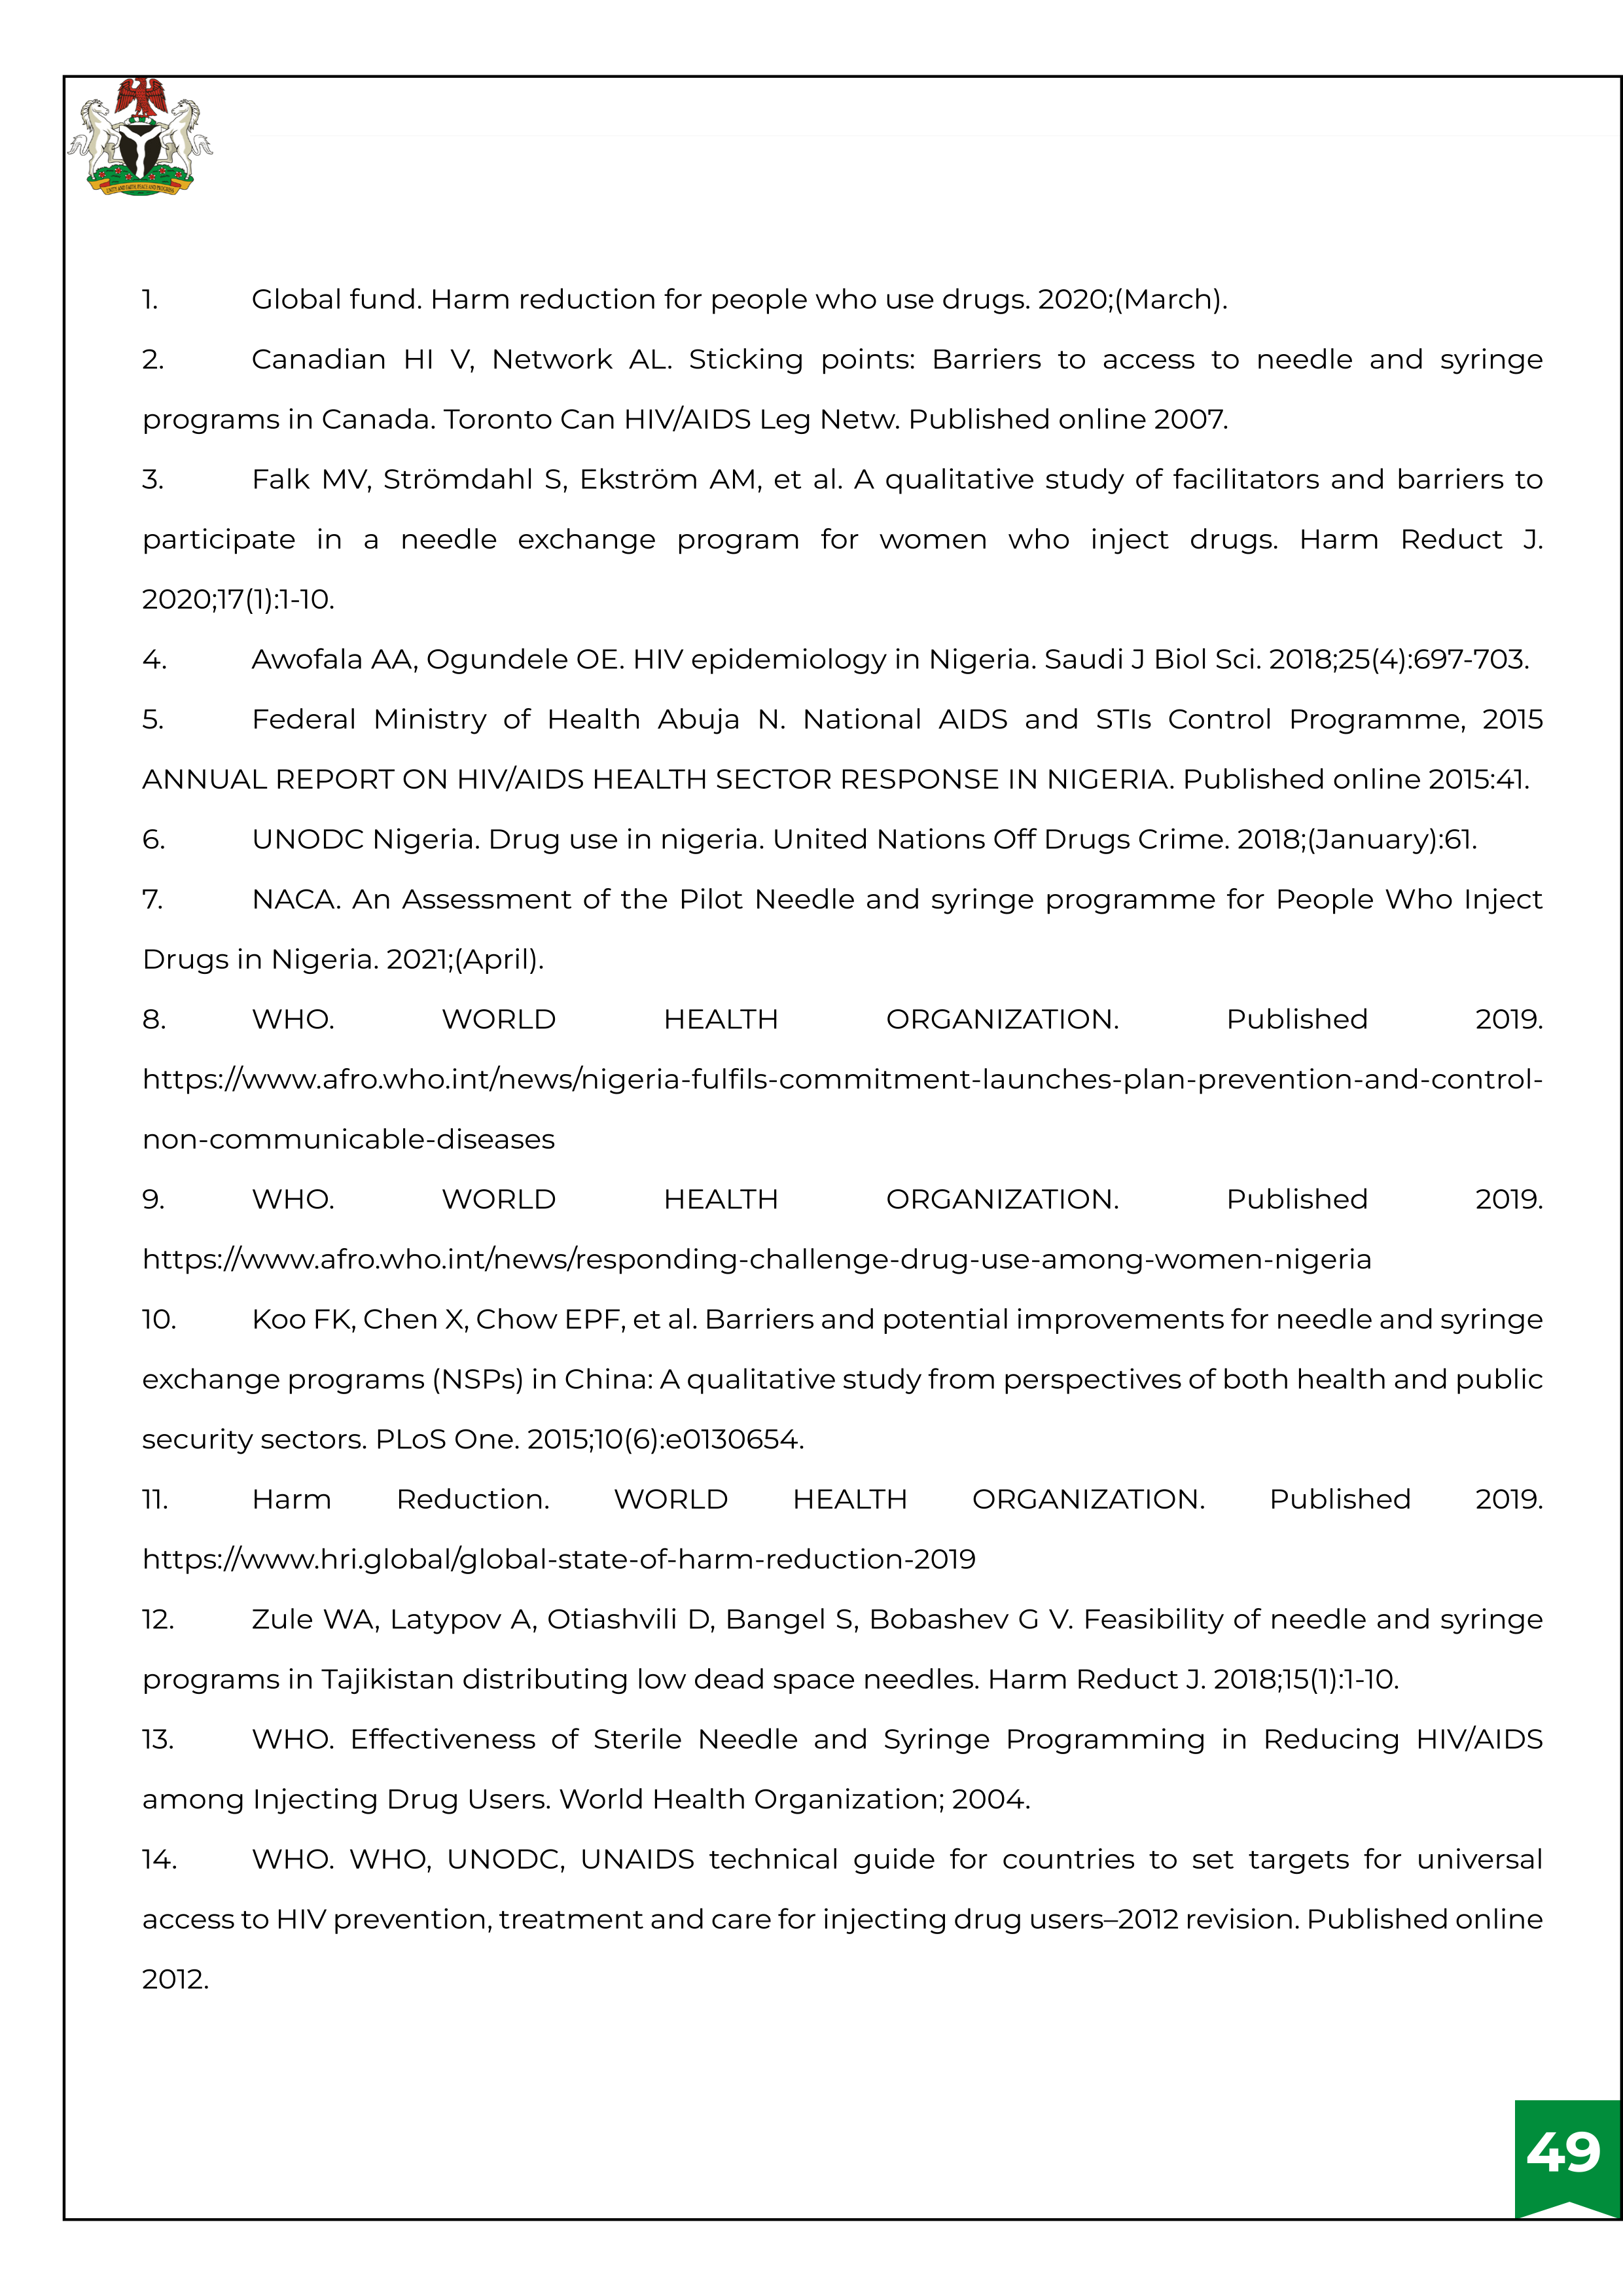 1. Global fund. Harm reduction for people who use drugs. 2020;(March).
2. Canadian HI V, Network AL. Sticking points: Barriers to access to needle and syringe
programs in Canada. Toronto Can HIV/AIDS Leg Netw. Published online 2007.
3. Falk MV, Strömdahl S, Ekström AM, et al. A qualitative study of facilitators and barriers to
participate in a needle exchange program for women who inject drugs. Harm Reduct J.
2020;17(1):1-10.
4. Awofala AA, Ogundele OE. HIV epidemiology in Nigeria. Saudi J Biol Sci. 2018;25(4):697-703.
5. Federal Ministry of Health Abuja N. National AIDS and STIs Control Programme, 2015
ANNUAL REPORT ON HIV/AIDS HEALTH SECTOR RESPONSE IN NIGERIA. Published online 2015:41.
6. UNODC Nigeria. Drug use in nigeria. United Nations Off Drugs Crime. 2018;(January):61.
7. NACA. An Assessment of the Pilot Needle and syringe programme for People Who Inject
Drugs in Nigeria. 2021;(April).
8. WHO. WORLD HEALTH ORGANIZATION. Published 2019.
https://www.afro.who.int/news/nigeria-fulfils-commitment-launches-plan-prevention-and-control-
non-communicable-diseases
9. WHO. WORLD HEALTH ORGANIZATION. Published 2019.
https://www.afro.who.int/news/responding-challenge-drug-use-among-women-nigeria
10. Koo FK, Chen X, Chow EPF, et al. Barriers and potential improvements for needle and syringe
exchange programs (NSPs) in China: A qualitative study from perspectives of both health and public
security sectors. PLoS One. 2015;10(6):e0130654.
11. Harm Reduction. WORLD HEALTH ORGANIZATION. Published 2019.
https://www.hri.global/global-state-of-harm-reduction-2019
12. Zule WA, Latypov A, Otiashvili D, Bangel S, Bobashev G V. Feasibility of needle and syringe
programs in Tajikistan distributing low dead space needles. Harm Reduct J. 2018;15(1):1-10.
13. WHO. Effectiveness of Sterile Needle and Syringe Programming in Reducing HIV/AIDS
among Injecting Drug Users. World Health Organization; 2004.
14. WHO. WHO, UNODC, UNAIDS technical guide for countries to set targets for universal
access to HIV prevention, treatment and care for injecting drug users–2012 revision. Published online
2012.
49